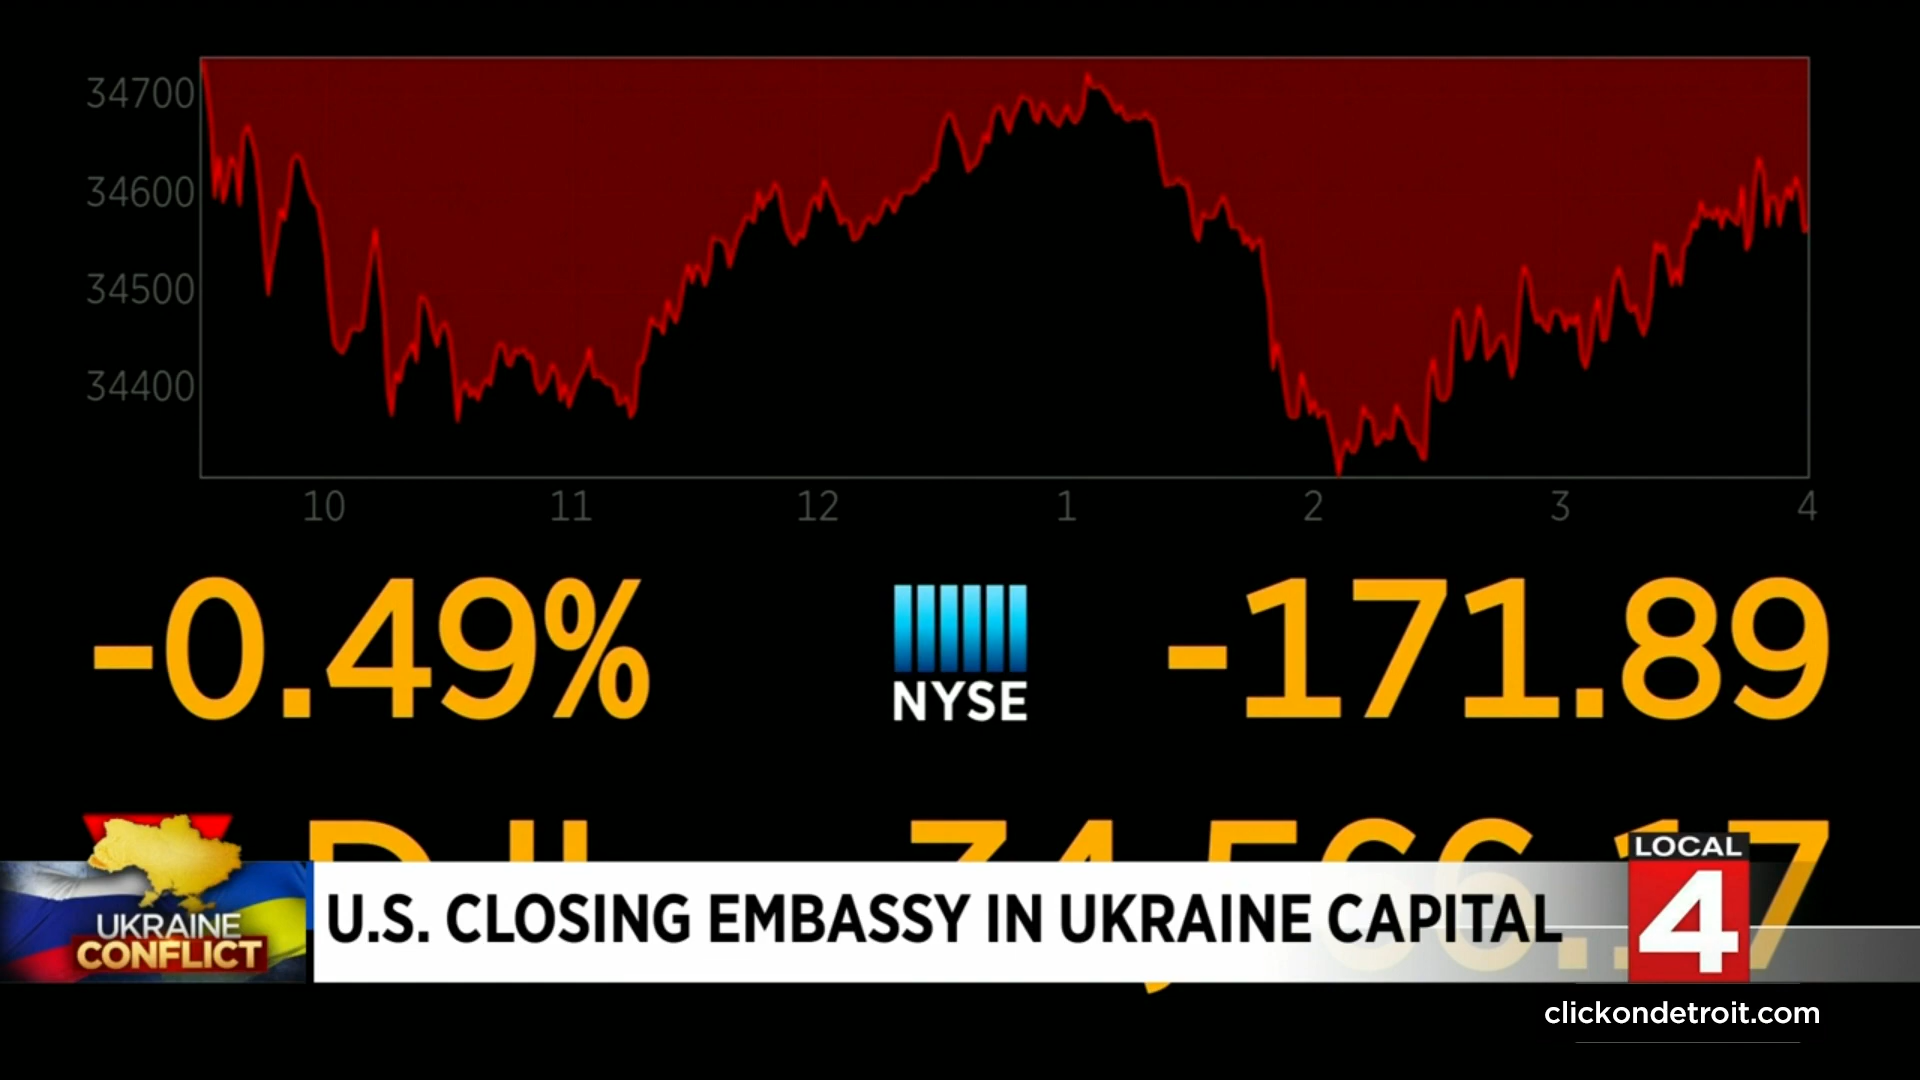 34700
34600
34500
34400
10 11 12 1 2 3 4
-0.49%
NYSE
-171.89
LOCAL
4
UKRAINE
CONFLICT
U.S. CLOSING EMBASSY IN UKRAINE CAPITAL
clickondetroit.com